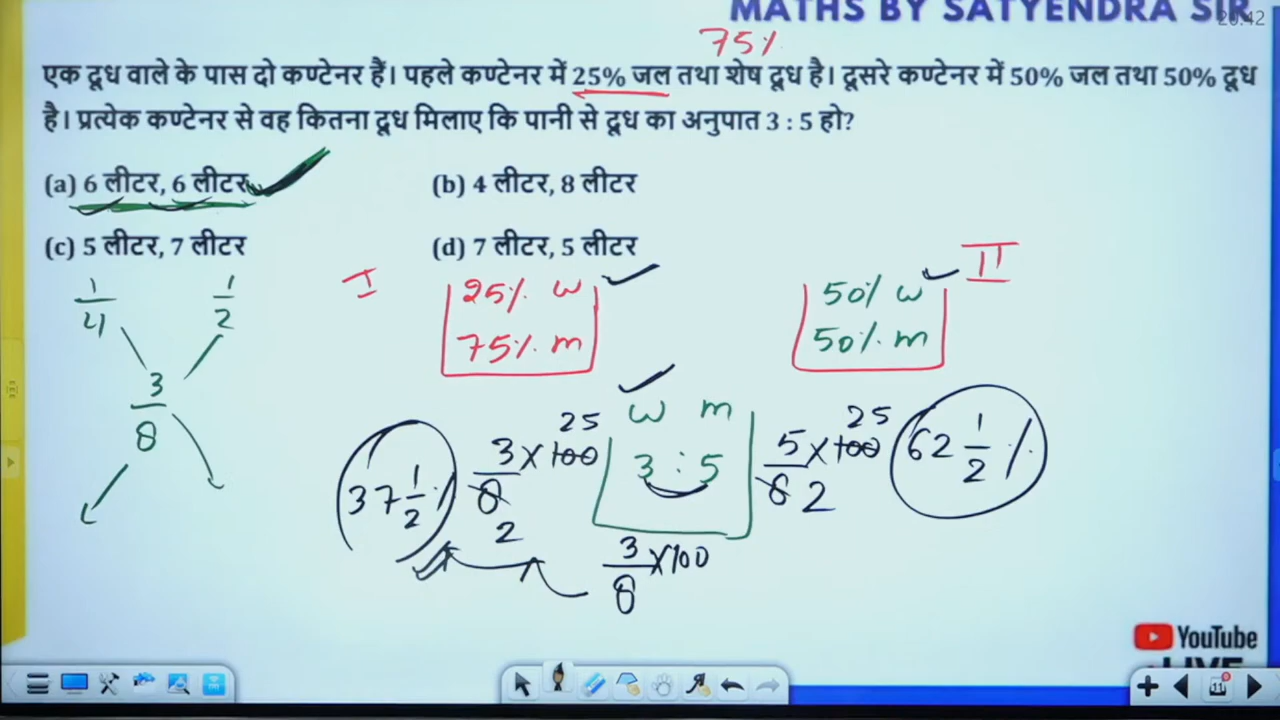 MATHS BY SATYENDRA SIR
20:42
75%
एक दूध वाले के पास दो कण्टेनर हैं। पहले कण्टेनर में 25% जल तथा शेष दूध है। दूसरे कण्टेनर में 50% जल तथा 50% दूध
है। प्रत्येक कण्टेनर से वह कितना दूध मिलाए कि पानी से दूध का अनुपात 3 : 5 हो?
(a) 6 लीटर, 6 लीटर
(b) 4 लीटर, 8 लीटर
(c) 5 लीटर, 7 लीटर
(d) 7 लीटर, 5 लीटर
1/4 1/2
3/8
I
25% w
75% m
II
50% w
50% m
w m
3 : 5
37 1/2 %
3/8 × 100 25
2
5/8 × 100 25
2
62 1/2 %
3/8 × 100
YouTube
LIVE
11